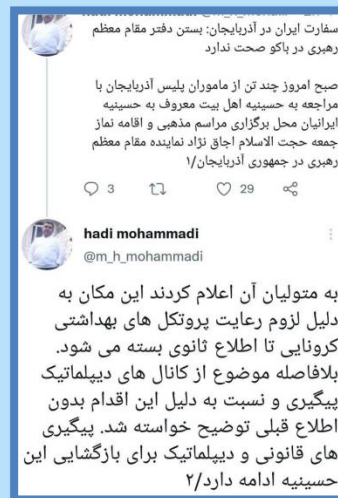 سفارت ایران در آذربایجان: بستن دفتر مقام معظم
رهبری در باکو صحت ندارد
صبح امروز چند تن از ماموران پلیس آذربایجان با
مراجعه به حسینیه اهل بیت معروف به حسینیه
ایرانیان محل برگزاری مراسم مذهبی و اقامه نماز
جمعه حجت الاسلام اجاق نژاد نماینده مقام معظم
رهبری در جمهوری آذربایجان/۱
3 29
hadi mohammadi
@m_h_mohammadi
به متولیان آن اعلام کردند این مکان به
دلیل لزوم رعایت پروتکل های بهداشتی
کرونایی تا اطلاع ثانوی بسته می شود.
بلافاصله موضوع از کانال های دیپلماتیک
پیگیری و نسبت به دلیل این اقدام بدون
اطلاع قبلی توضیح خواسته شد. پیگیری
های قانونی و دیپلماتیک برای بازگشایی این
حسینیه ادامه دارد/۲